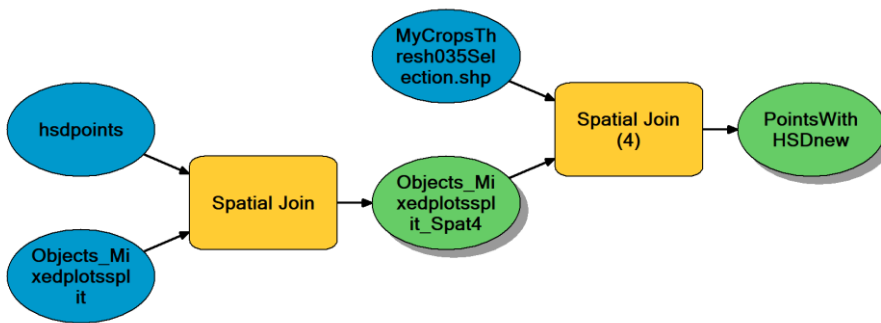 MyCropsTh
resh035Sel
ection.shp
hsdpoints
Spatial Join
(4)
PointsWith
HSDnew
Spatial Join
Objects_Mi
xedplotsspl
it_Spat4
Objects_Mi
xedplotsspl
it